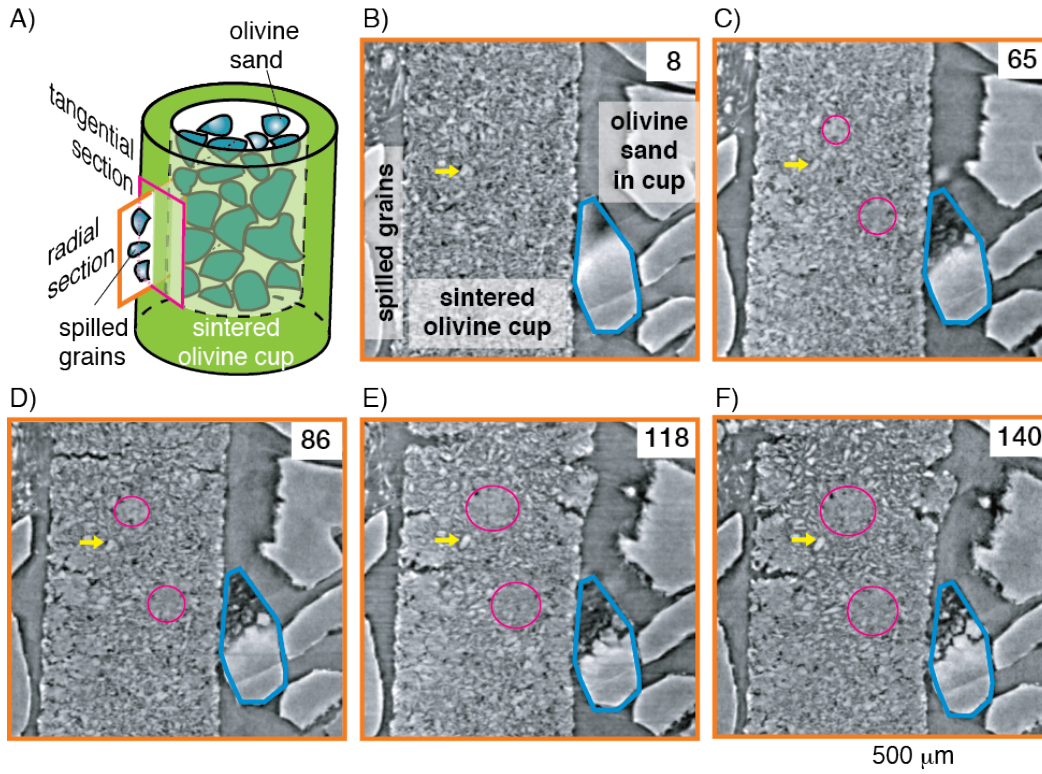 A)
olivine
sand
tangential
section
radial
section
spilled
grains
sintered
olivine cup
B)
8
spilled grains
olivine
sand
in cup
sintered
olivine cup
C)
65
D)
86
E)
118
F)
140
500 μm